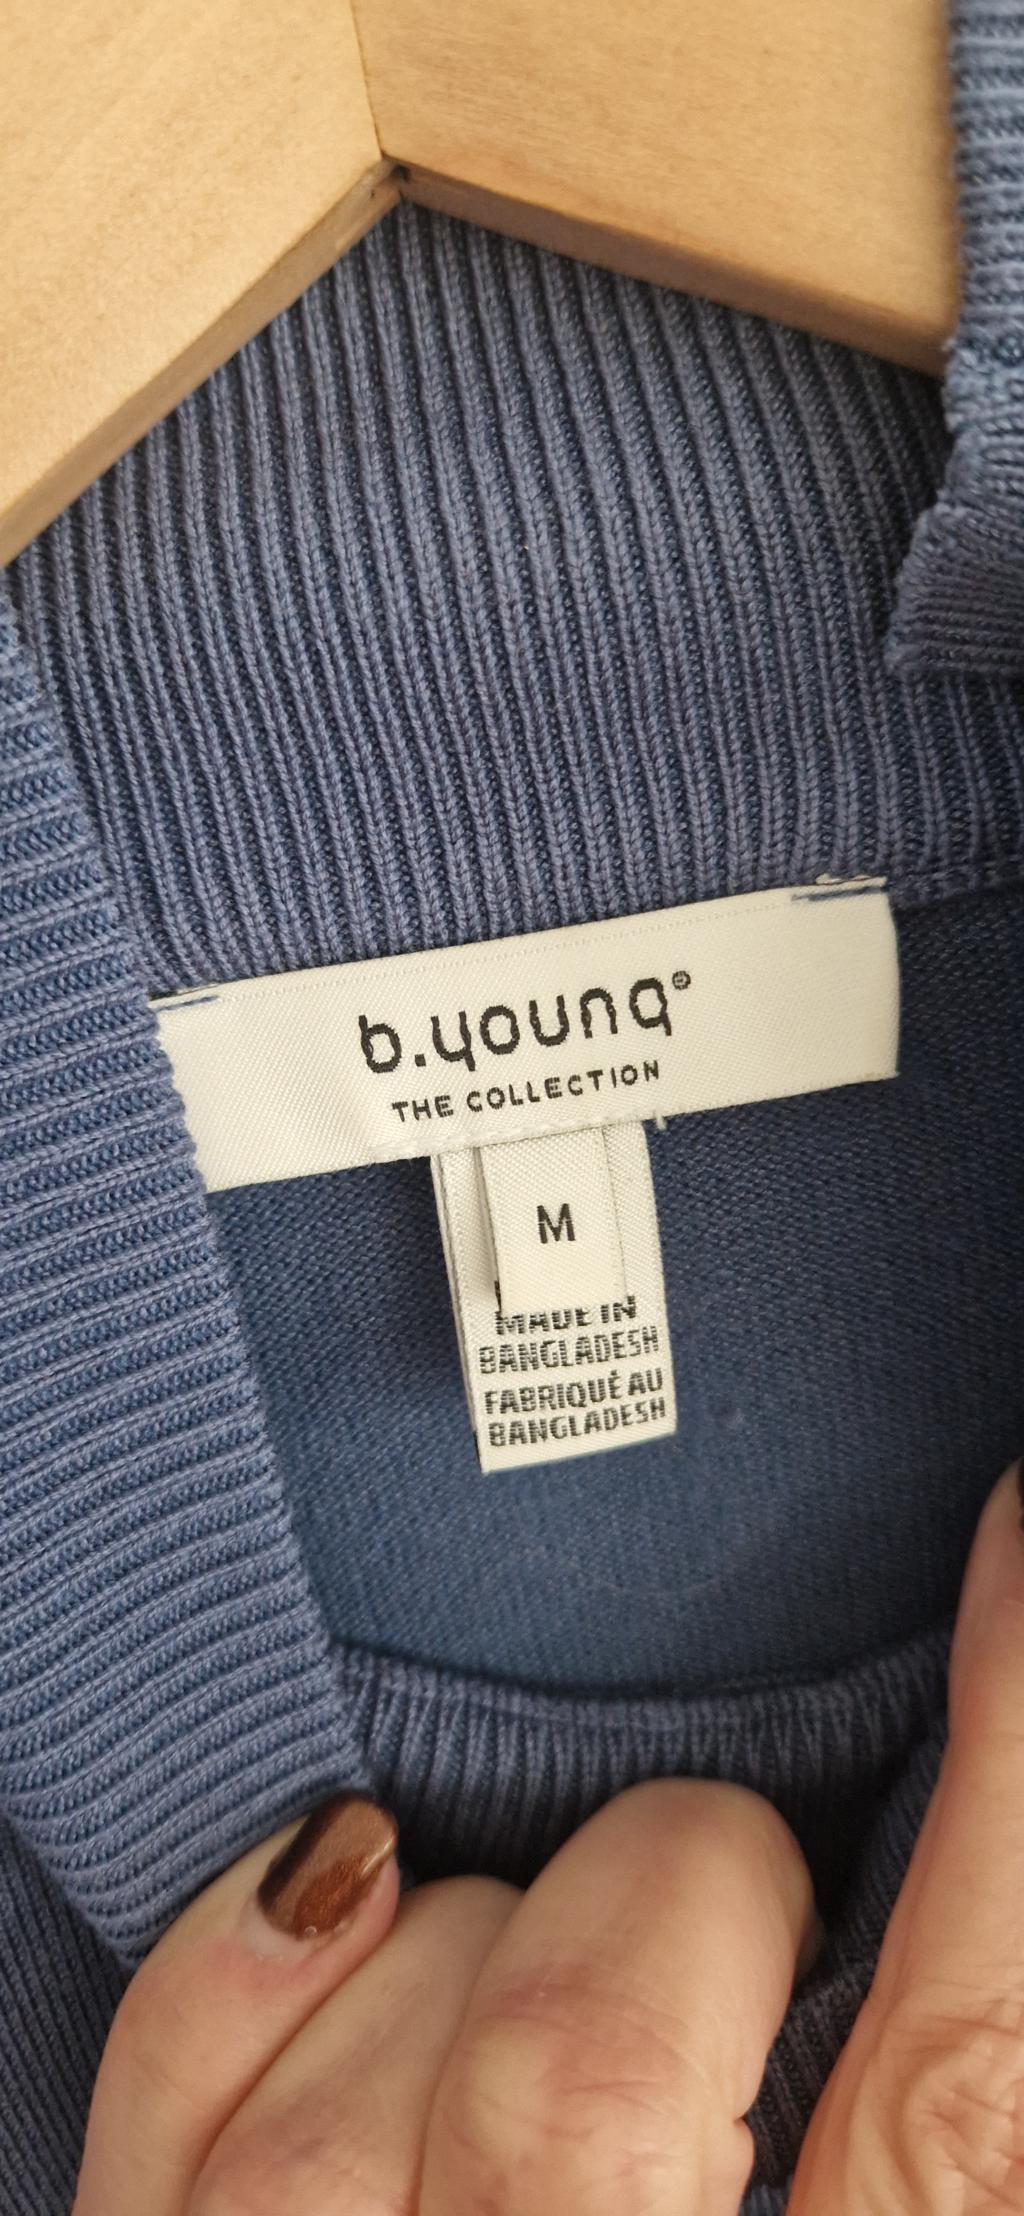 b.young®
THE COLLECTION
M
MADE IN
BANGLADESH
FABRIQUÉ AU
BANGLADESH